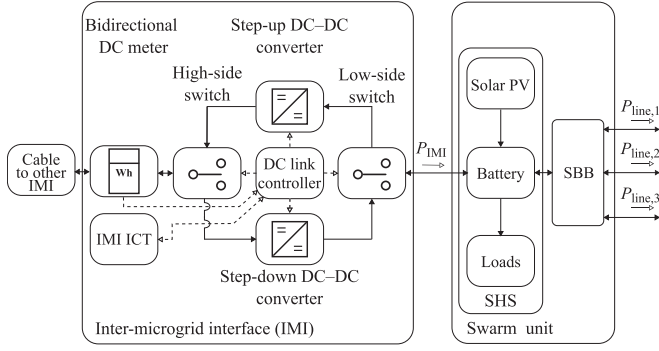 Bidirectional
DC meter
Step-up DC–DC
converter
High-side
switch
Low-side
switch
Solar PV
P_line,1
P_IMI
P_line,2
Cable
to other
IMI
Wh
DC link
controller
Battery
SBB
P_line,3
IMI ICT
Loads
Step-down DC–DC
converter
SHS
Inter-microgrid interface (IMI)
Swarm unit